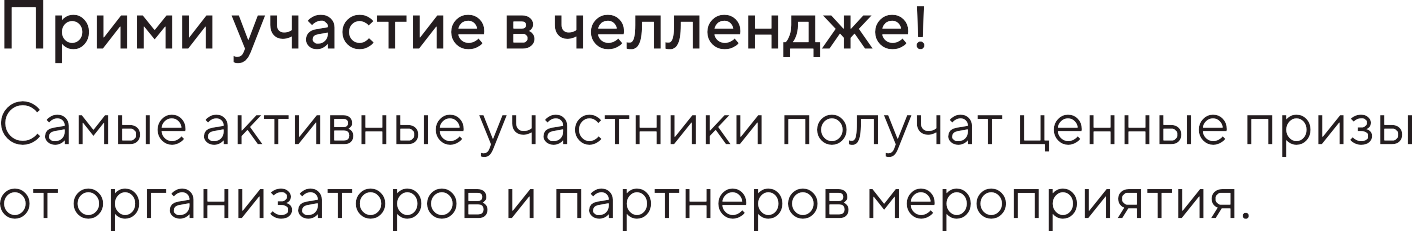 Прими участие в челлендже!
Самые активные участники получат ценные призы
от организаторов и партнеров мероприятия.